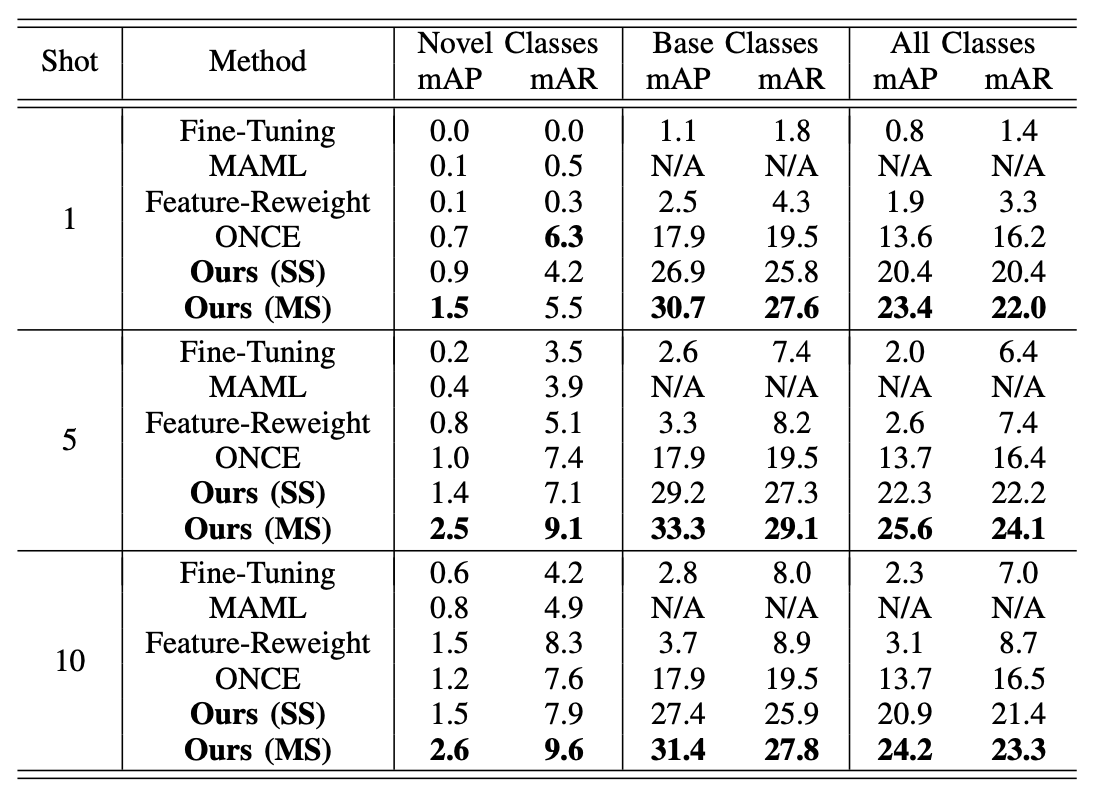 Shot Method Novel Classes Base Classes All Classes
mAP mAR mAP mAR mAP mAR
1
Fine-Tuning 0.0 0.0 1.1 1.8 0.8 1.4
MAML 0.1 0.5 N/A N/A N/A N/A
Feature-Reweight 0.1 0.3 2.5 4.3 1.9 3.3
ONCE 0.7 6.3 17.9 19.5 13.6 16.2
Ours (SS) 0.9 4.2 26.9 25.8 20.4 20.4
Ours (MS) 1.5 5.5 30.7 27.6 23.4 22.0
5
Fine-Tuning 0.2 3.5 2.6 7.4 2.0 6.4
MAML 0.4 3.9 N/A N/A N/A N/A
Feature-Reweight 0.8 5.1 3.3 8.2 2.6 7.4
ONCE 1.0 7.4 17.9 19.5 13.7 16.4
Ours (SS) 1.4 7.1 29.2 27.3 22.3 22.2
Ours (MS) 2.5 9.1 33.3 29.1 25.6 24.1
10
Fine-Tuning 0.6 4.2 2.8 8.0 2.3 7.0
MAML 0.8 4.9 N/A N/A N/A N/A
Feature-Reweight 1.5 8.3 3.7 8.9 3.1 8.7
ONCE 1.2 7.6 17.9 19.5 13.7 16.5
Ours (SS) 1.5 7.9 27.4 25.9 20.9 21.4
Ours (MS) 2.6 9.6 31.4 27.8 24.2 23.3